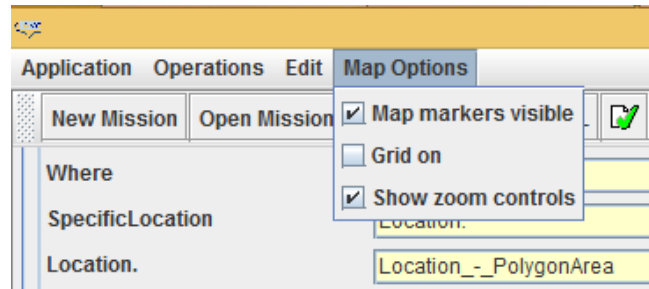 Application Operations Edit Map Options
New Mission Open Mission
Map markers visible
Grid on
Show zoom controls
Where
SpecificLocation Location.
Location. Location_-_PolygonArea